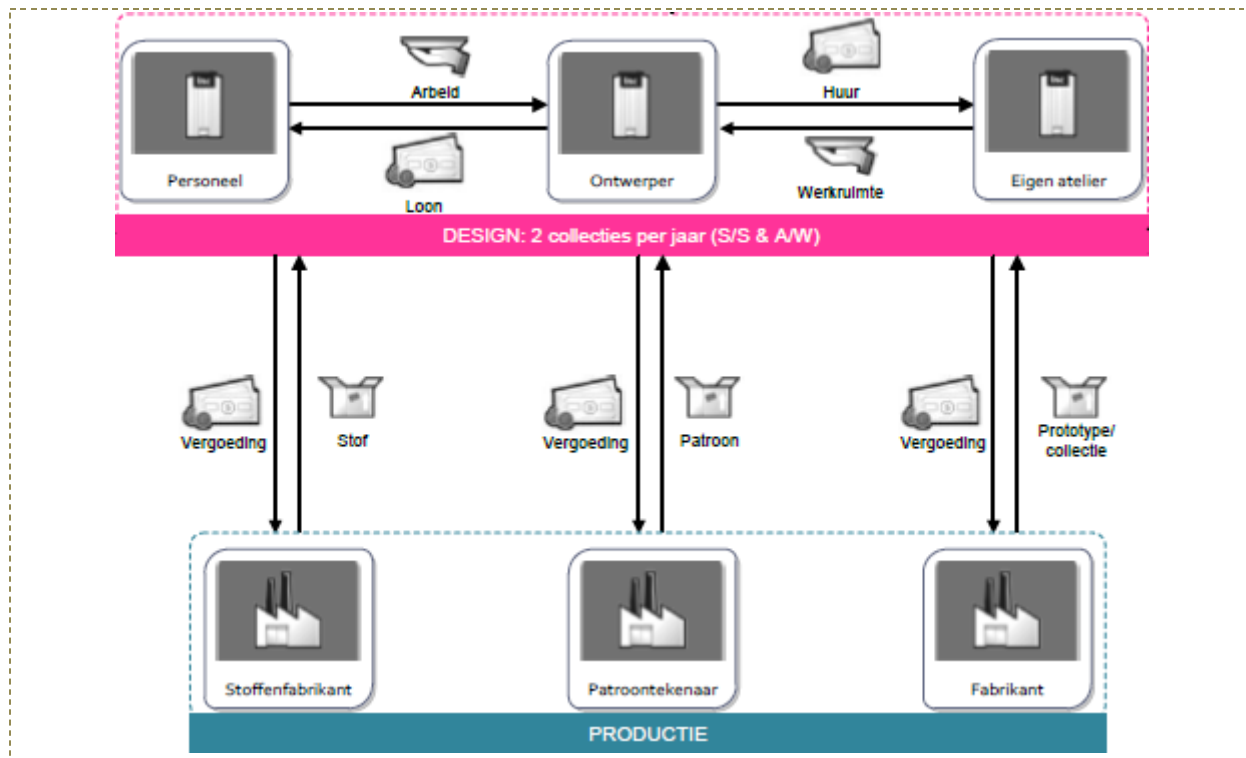 Arbeid
Huur
Personeel
Ontwerper
Eigen atelier
Loon
Werkruimte
DESIGN: 2 collecties per jaar (S/S & A/W)
Vergoeding
Stof
Vergoeding
Patroon
Vergoeding
Prototype/
collectie
Stoffenfabrikant
Patroontekenaar
Fabrikant
PRODUCTIE